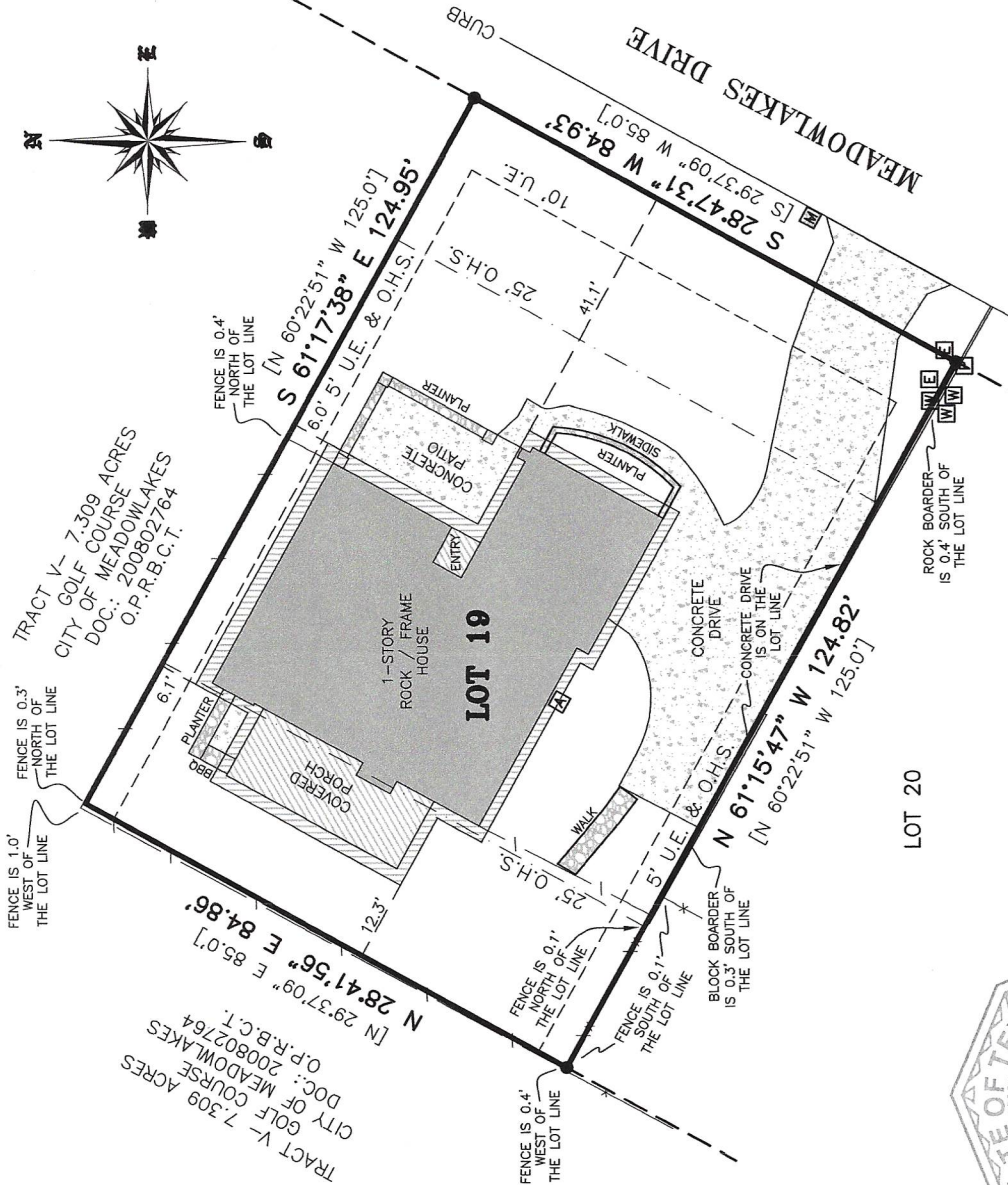 N
W
E
S
MEADOWLAKES DRIVE
CURB
TRACT V- 7.309 ACRES
GOLF COURSE
CITY OF MEADOWLAKES
DOC.: 200802764
O.P.R.B.C.T.
FENCE IS 0.4'
NORTH OF
THE LOT LINE
[N 60°22'51" W 125.0']
S 61°17'38" E 124.95'
6.0'
5' U.E. & O.H.S.
S 28°47'31" W 84.93'
[S 29°37'09" W 85.0']
10' U.E.
25' O.H.S.
41.1'
M
FENCE IS 0.3'
NORTH OF
THE LOT LINE
FENCE IS 1.0'
WEST OF
THE LOT LINE
6.1'
PLANTER
BBQ
COVERED
PORCH
CONCRETE
PATIO
PLANTER
ENTRY
SIDEWALK
PLANTER
1-STORY
ROCK / FRAME
HOUSE
LOT 19
A
CONCRETE
DRIVE
CONCRETE DRIVE
IS ON THE
LOT LINE
WALK
25' O.H.S.
12.3'
N 28°41'56" E 84.86'
[N 29°37'09" E 85.0']
TRACT V- 7.309 ACRES
GOLF COURSE
CITY OF MEADOWLAKES
DOC.: 200802764
O.P.R.B.C.T.
5' U.E. & O.H.S.
N 61°15'47" W 124.82'
[N 60°22'51" W 125.0']
FENCE IS 0.1'
NORTH OF
THE LOT LINE
FENCE IS 0.1'
SOUTH OF
THE LOT LINE
BLOCK BOARDER
IS 0.3' SOUTH OF
THE LOT LINE
FENCE IS 0.4'
WEST OF
THE LOT LINE
ROCK BOARDER
IS 0.4' SOUTH OF
THE LOT LINE
W
E
E
W
W
LOT 20
TE OF TE